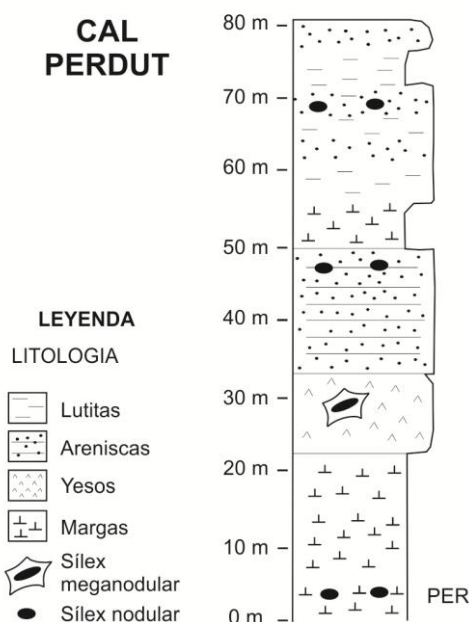 CAL
PERDUT
80 m
70 m
60 m
50 m
40 m
30 m
20 m
10 m
0 m
PER
LEYENDA
LITOLOGIA
Lutitas
Areniscas
Yesos
Margas
Sílex
meganodular
Sílex nodular